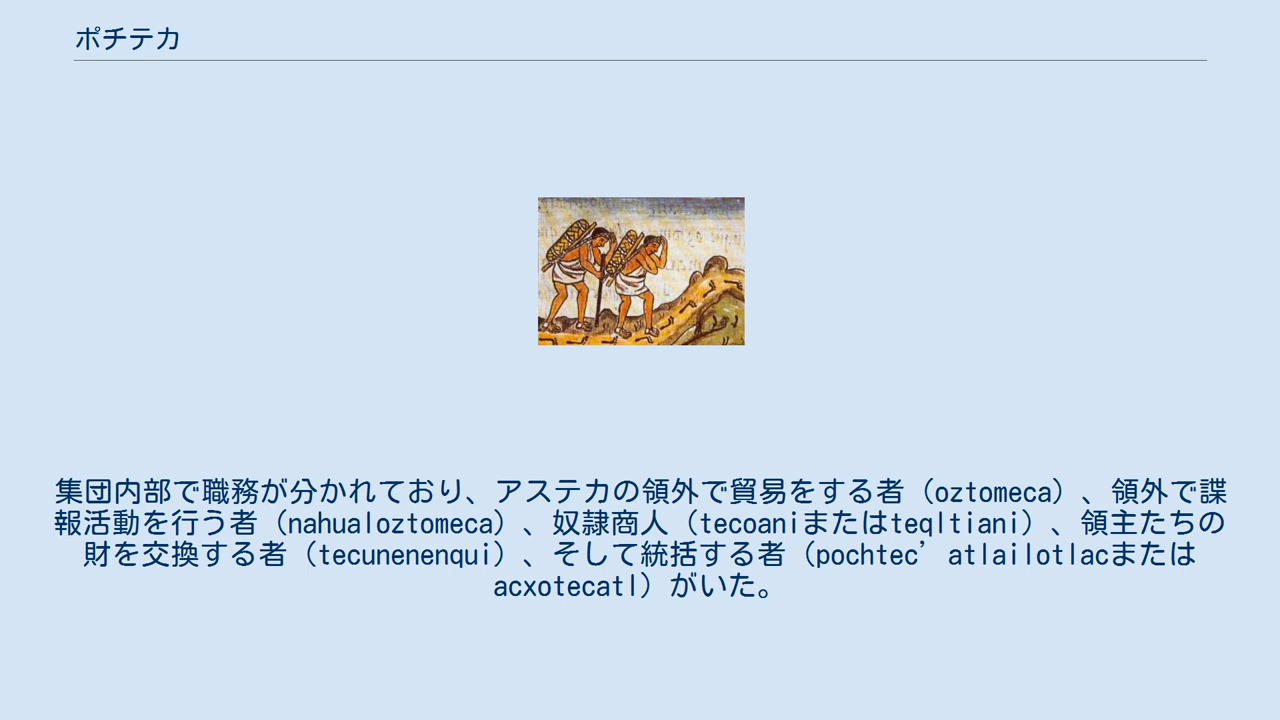 ポチテカ
集団内部で職務が分かれており、アステカの領外で貿易をする者（oztomeca）、領外で諜
報活動を行う者（nahualoztomeca）、奴隷商人（tecoaniまたはteqltiani）、領主たちの
財を交換する者（tecunenenqui）、そして統括する者（pochtec’atlailotlacまたは
acxotecatl）がいた。